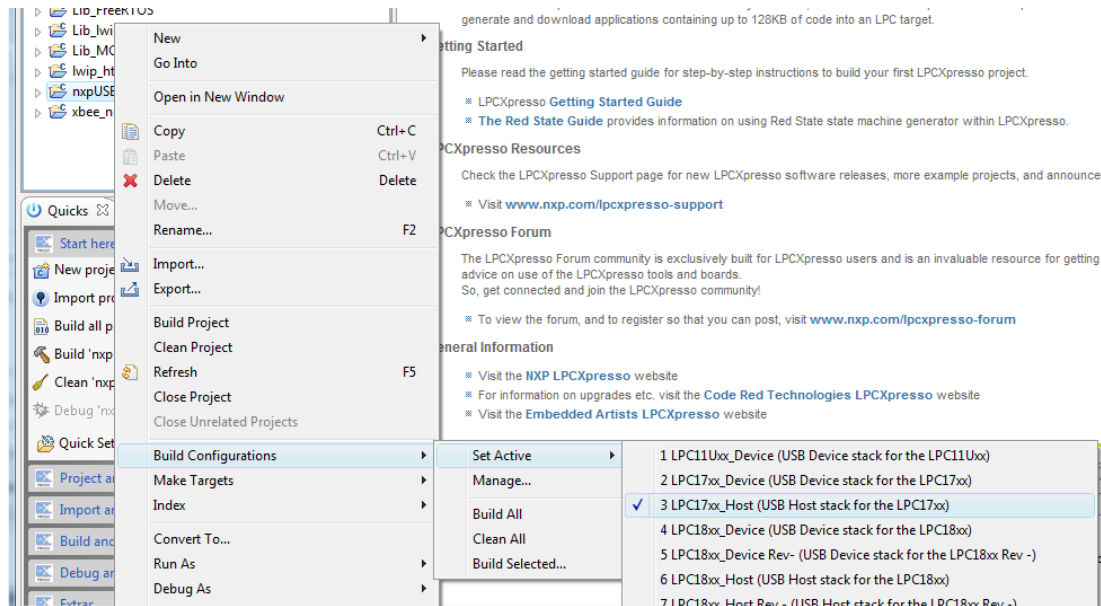 Lib_FreeRTOS
Lib_lwi
Lib_MC
lwip_ht
nxpUSB
xbee_n
Quicks
Start here
New proje
Import pro
Build all p
Build 'nxp
Clean 'nxp
Debug 'nx
Quick Set
Project a
Import ar
Build and
Debug ar
Extras
New
Go Into
Open in New Window
Copy Ctrl+C
Paste Ctrl+V
Delete Delete
Move...
Rename... F2
Import...
Export...
Build Project
Clean Project
Refresh F5
Close Project
Close Unrelated Projects
Build Configurations
Make Targets
Index
Convert To...
Run As
Debug As
Set Active
Manage...
Build All
Clean All
Build Selected...
1 LPC11Uxx_Device (USB Device stack for the LPC11Uxx)
2 LPC17xx_Device (USB Device stack for the LPC17xx)
3 LPC17xx_Host (USB Host stack for the LPC17xx)
4 LPC18xx_Device (USB Device stack for the LPC18xx)
5 LPC18xx_Device Rev- (USB Device stack for the LPC18xx Rev -)
6 LPC18xx_Host (USB Host stack for the LPC18xx)
7 LPC18xx_Host Rev - (USB Host stack for the LPC18xx Rev -)
generate and download applications containing up to 128KB of code into an LPC target.
etting Started
Please read the getting started guide for step-by-step instructions to build your first LPCXpresso project.
LPCXpresso Getting Started Guide
The Red State Guide provides information on using Red State state machine generator within LPCXpresso.
PCXpresso Resources
Check the LPCXpresso Support page for new LPCXpresso software releases, more example projects, and announce
Visit www.nxp.com/lpcxpresso-support
PCXpresso Forum
The LPCXpresso Forum community is exclusively built for LPCXpresso users and is an invaluable resource for getting
advice on use of the LPCXpresso tools and boards.
So, get connected and join the LPCXpresso community!
To view the forum, and to register so that you can post, visit www.nxp.com/lpcxpresso-forum
eneral Information
Visit the NXP LPCXpresso website
For information on upgrades etc. visit the Code Red Technologies LPCXpresso website
Visit the Embedded Artists LPCXpresso website